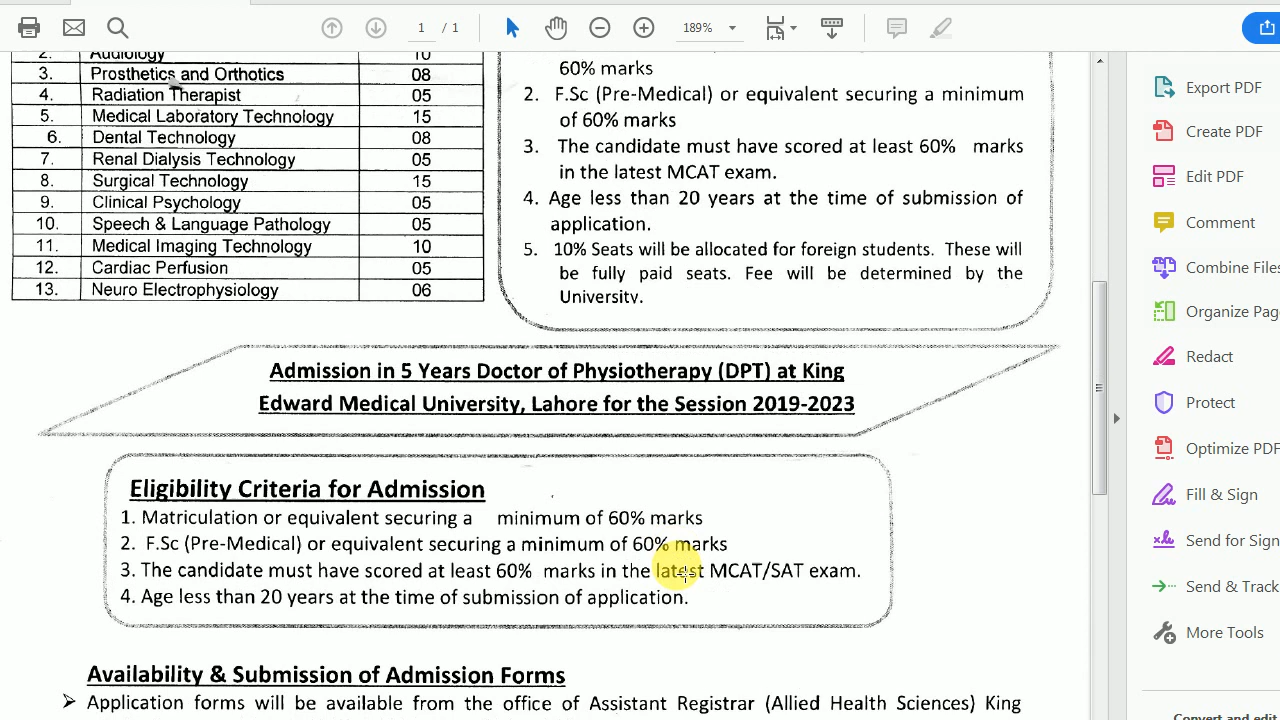 1 / 1
189%
2. Audiology 10
3. Prosthetics and Orthotics 08
4. Radiation Therapist 05
5. Medical Laboratory Technology 15
6. Dental Technology 08
7. Renal Dialysis Technology 05
8. Surgical Technology 15
9. Clinical Psychology 05
10. Speech & Language Pathology 05
11. Medical Imaging Technology 10
12. Cardiac Perfusion 05
13. Neuro Electrophysiology 06
60% marks
2. F.Sc (Pre-Medical) or equivalent securing a minimum
of 60% marks
3. The candidate must have scored at least 60% marks
in the latest MCAT exam.
4. Age less than 20 years at the time of submission of
application.
5. 10% Seats will be allocated for foreign students. These will
be fully paid seats. Fee will be determined by the
University.
Admission in 5 Years Doctor of Physiotherapy (DPT) at King
Edward Medical University, Lahore for the Session 2019-2023
Eligibility Criteria for Admission
1. Matriculation or equivalent securing a minimum of 60% marks
2. F.Sc (Pre-Medical) or equivalent securing a minimum of 60% marks
3. The candidate must have scored at least 60% marks in the latest MCAT/SAT exam.
4. Age less than 20 years at the time of submission of application.
Availability & Submission of Admission Forms
➢ Application forms will be available from the office of Assistant Registrar (Allied Health Sciences) King
Export PDF
Create PDF
Edit PDF
Comment
Combine Files
Organize Pag
Redact
Protect
Optimize PDF
Fill & Sign
Send for Sign
Send & Track
More Tools
Convert and edit